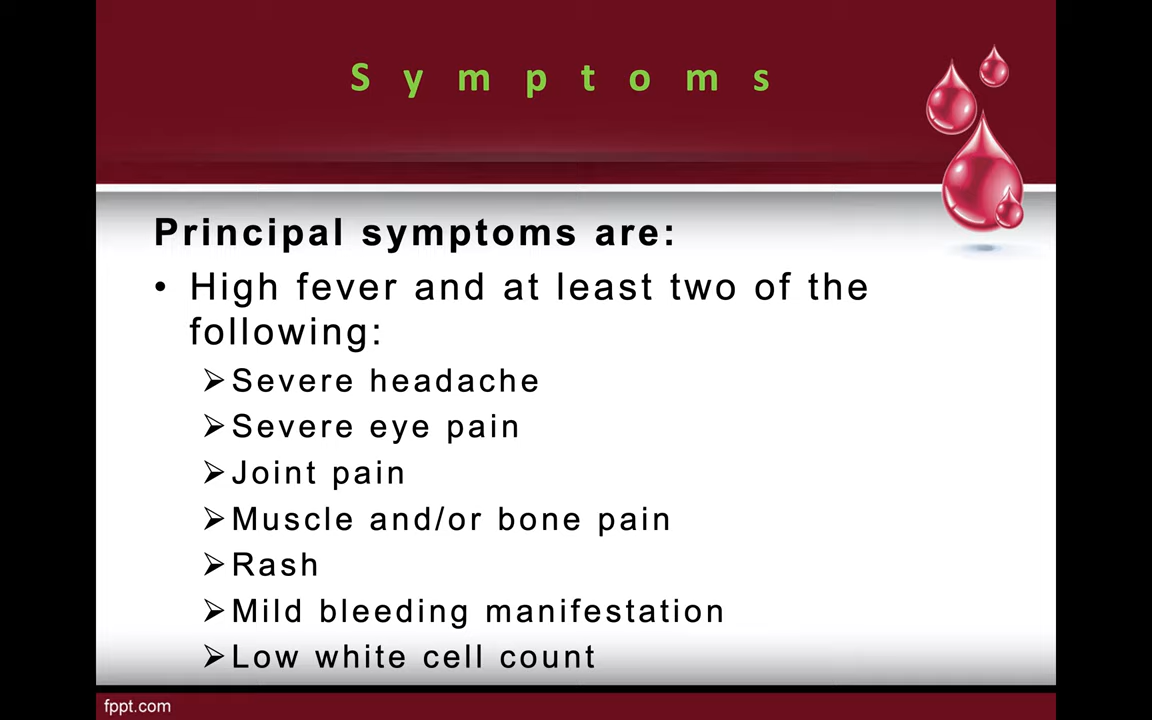 S y m p t o m s
Principal symptoms are:
• High fever and at least two of the
following:
➢Severe headache
➢Severe eye pain
➢Joint pain
➢Muscle and/or bone pain
➢Rash
➢Mild bleeding manifestation
➢Low white cell count
fppt.com